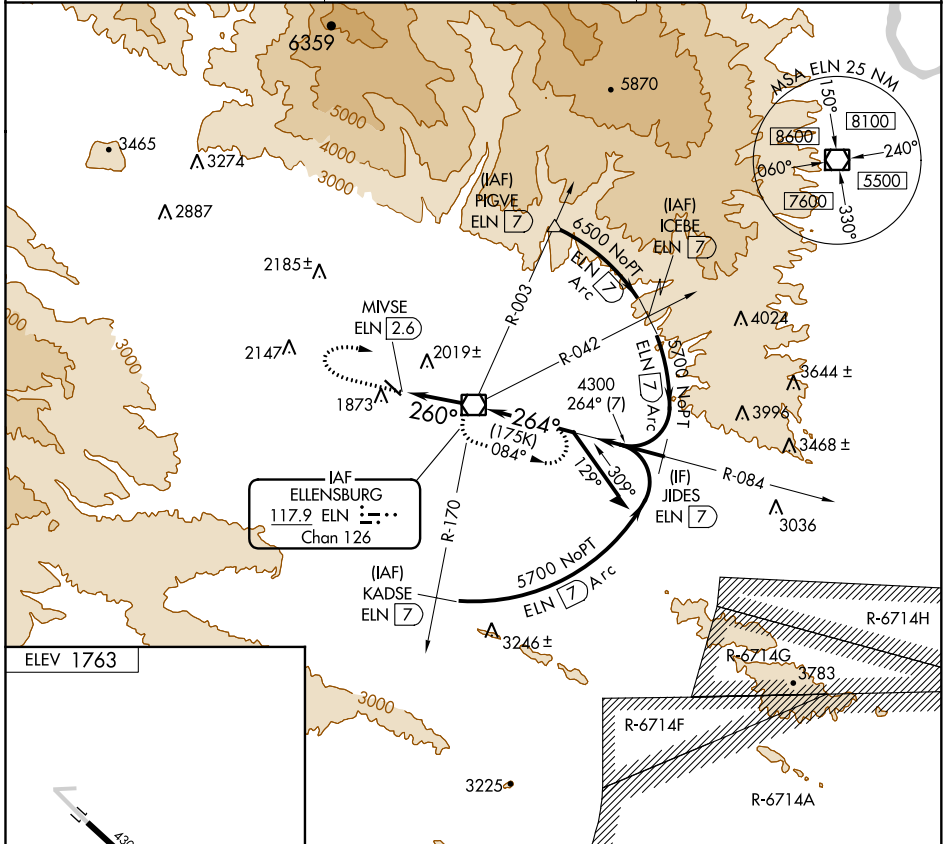 6359
5870
MSA ELN 25 NM
150°
8600
8100
060°
240°
7600
5500
330°
3465
3274
5000
4000
3000
2887
(IAF)
PIGVE
ELN 7
6500 NoPT
ELN 7
Arc
(IAF)
ICEBE
ELN 7
2185 ±
MIVSE
ELN 2.6
R-003
R-042
4024
3000
2147
2019 ±
5700 NoPT
ELN 7 Arc
3644 ±
1873
4300
264° (7)
3996
260°
264°
(175K)
084°
3468 ±
129°
309°
R-084
(IF)
JIDES
ELN 7
3036
IAF
ELLENSBURG
117.9 ELN
Chan 126
R-170
5700 NoPT
ELN 7 Arc
(IAF)
KADSE
ELN 7
3246 ±
R-6714H
R-6714G
3783
ELEV 1763
3000
R-6714F
3225
R-6714A